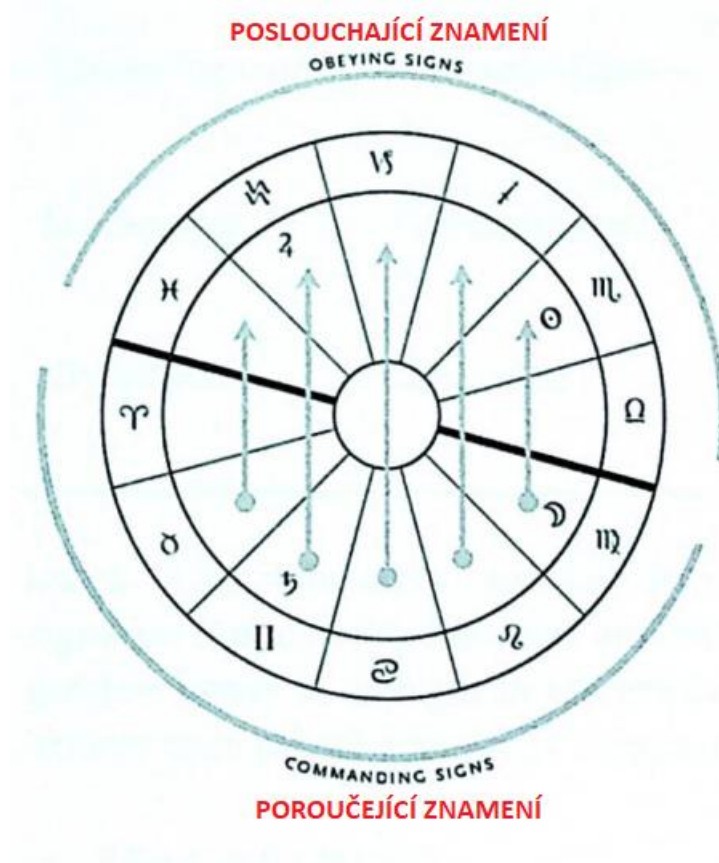 POSLOUCHAJÍCÍ ZNAMENÍ
OBEYING SIGNS
COMMANDING SIGNS
POROUČEJÍCÍ ZNAMENÍ